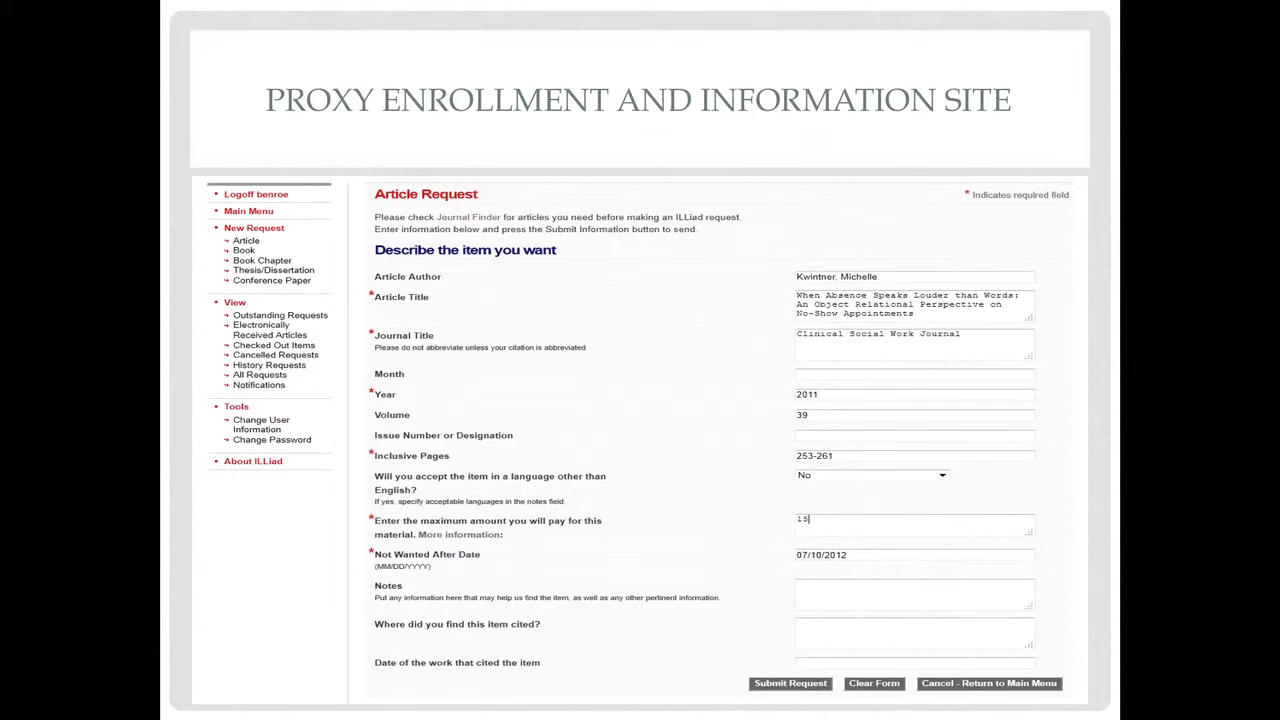 PROXY ENROLLMENT AND INFORMATION SITE
Logoff benroe
Main Menu
New Request
Article
Book
Book Chapter
Thesis/Dissertation
Conference Paper
View
Outstanding Requests
Electronically
Received Articles
Checked Out Items
Cancelled Requests
History Requests
All Requests
Notifications
Tools
Change User
Information
Change Password
About ILLiad
Article Request
* Indicates required field
Please check Journal Finder for articles you need before making an ILLiad request.
Enter information below and press the Submit Information button to send.
Describe the item you want
Article Author
Kwintner, Michelle
*Article Title
When Absence Speaks Louder than Words:
An Object Relational Perspective on
No-Show Appointments
*Journal Title
Please do not abbreviate unless your citation is abbreviated
Clinical Social Work Journal
Month
*Year
2011
Volume
39
Issue Number or Designation
*Inclusive Pages
253-261
Will you accept the item in a language other than
English?
If yes, specify acceptable languages in the notes field.
No
*Enter the maximum amount you will pay for this
material. More information:
15
*Not Wanted After Date
(MM/DD/YYYY)
07/10/2012
Notes
Put any information here that may help us find the item, as well as any other pertinent information.
Where did you find this item cited?
Date of the work that cited the item
Submit Request
Clear Form
Cancel - Return to Main Menu